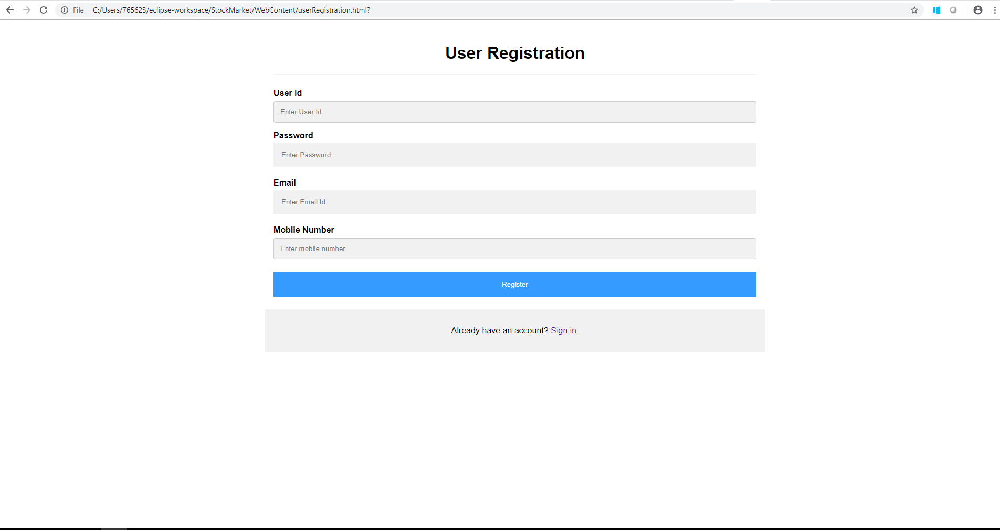 File C:/Users/765623/eclipse-workspace/StockMarket/WebContent/userRegistration.html?
User Registration
User Id
Enter User Id
Password
Enter Password
Email
Enter Email Id
Mobile Number
Enter mobile number
Register
Already have an account? Sign in.